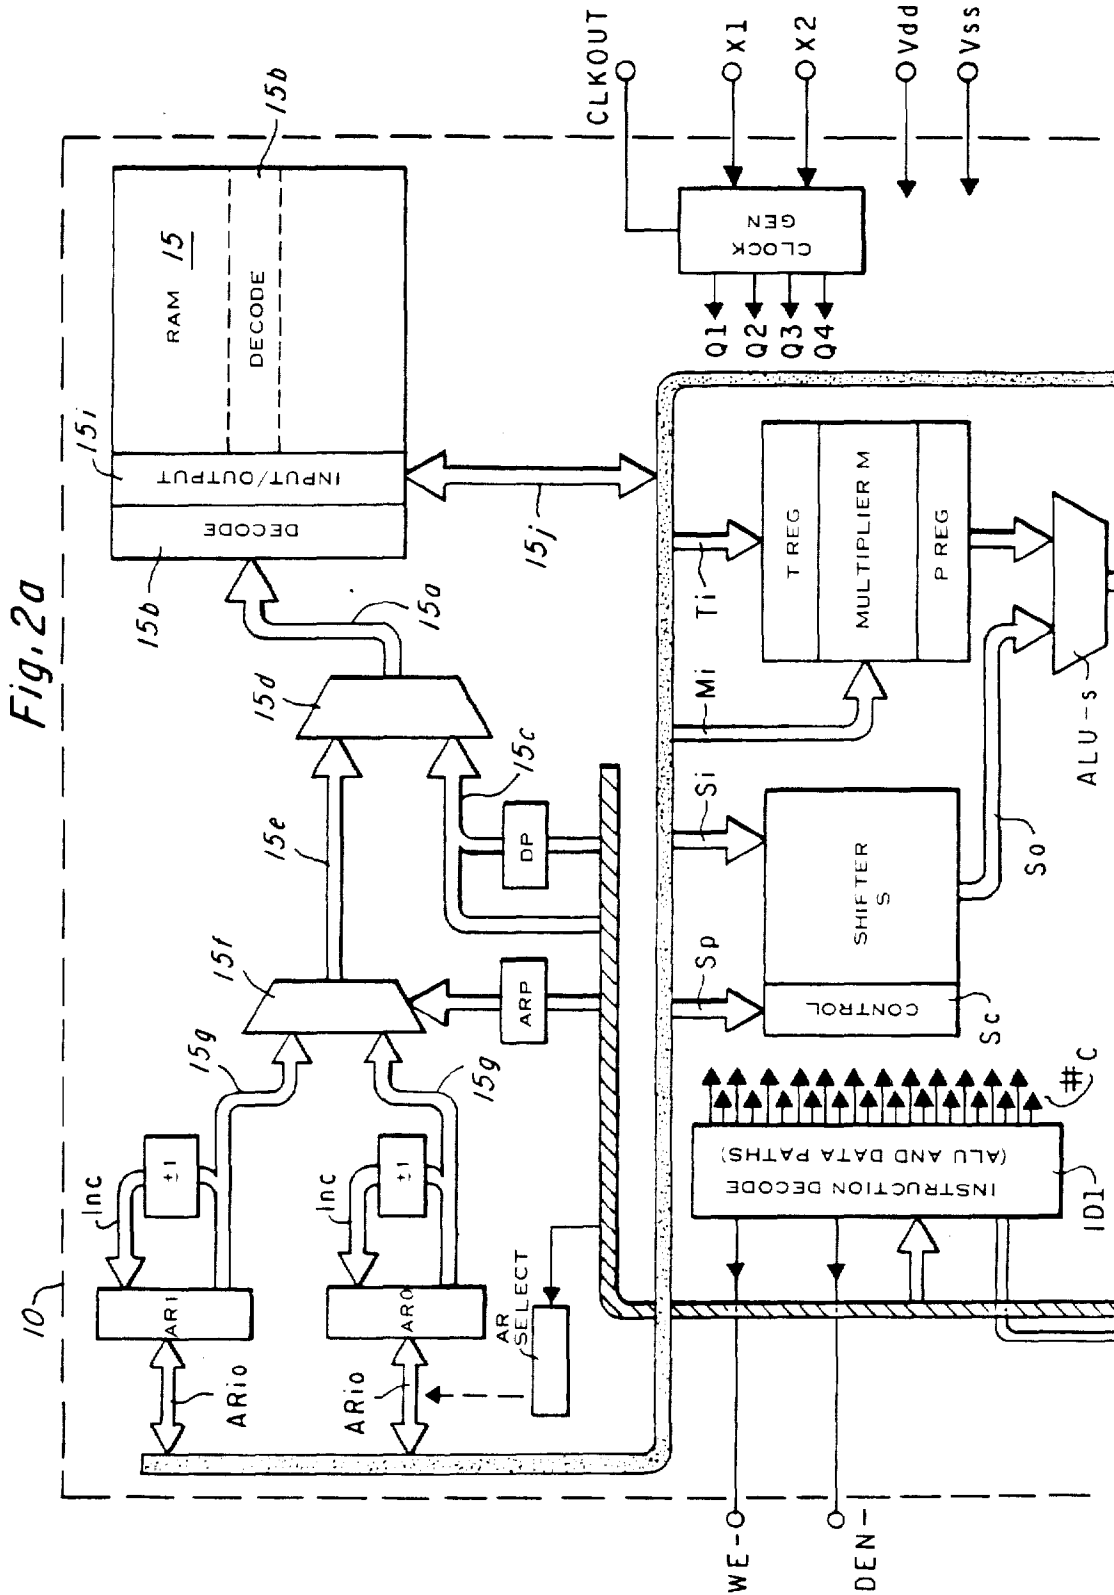 Fig. 2a
10
15b
15i
RAM
15
15b
DECODE
INPUT/OUTPUT
DECODE
CLKOUT
X1
X2
Vdd
Vss
CLOCK
GEN
Q1
Q2
Q3
Q4
15j
15a
15d
15c
15e
15f
15g
15g
DP
ARP
±1
±1
Inc
Inc
AR1
AR0
ARio
ARio
AR
SELECT
Ti
Mi
Si
Sp
T REG
MULTIPLIER M
P REG
SHIFTER
S
CONTROL
Sc
So
ALU-s
INSTRUCTION DECODE
(ALU AND DATA PATHS)
#C
ID1
WE-
DEN-